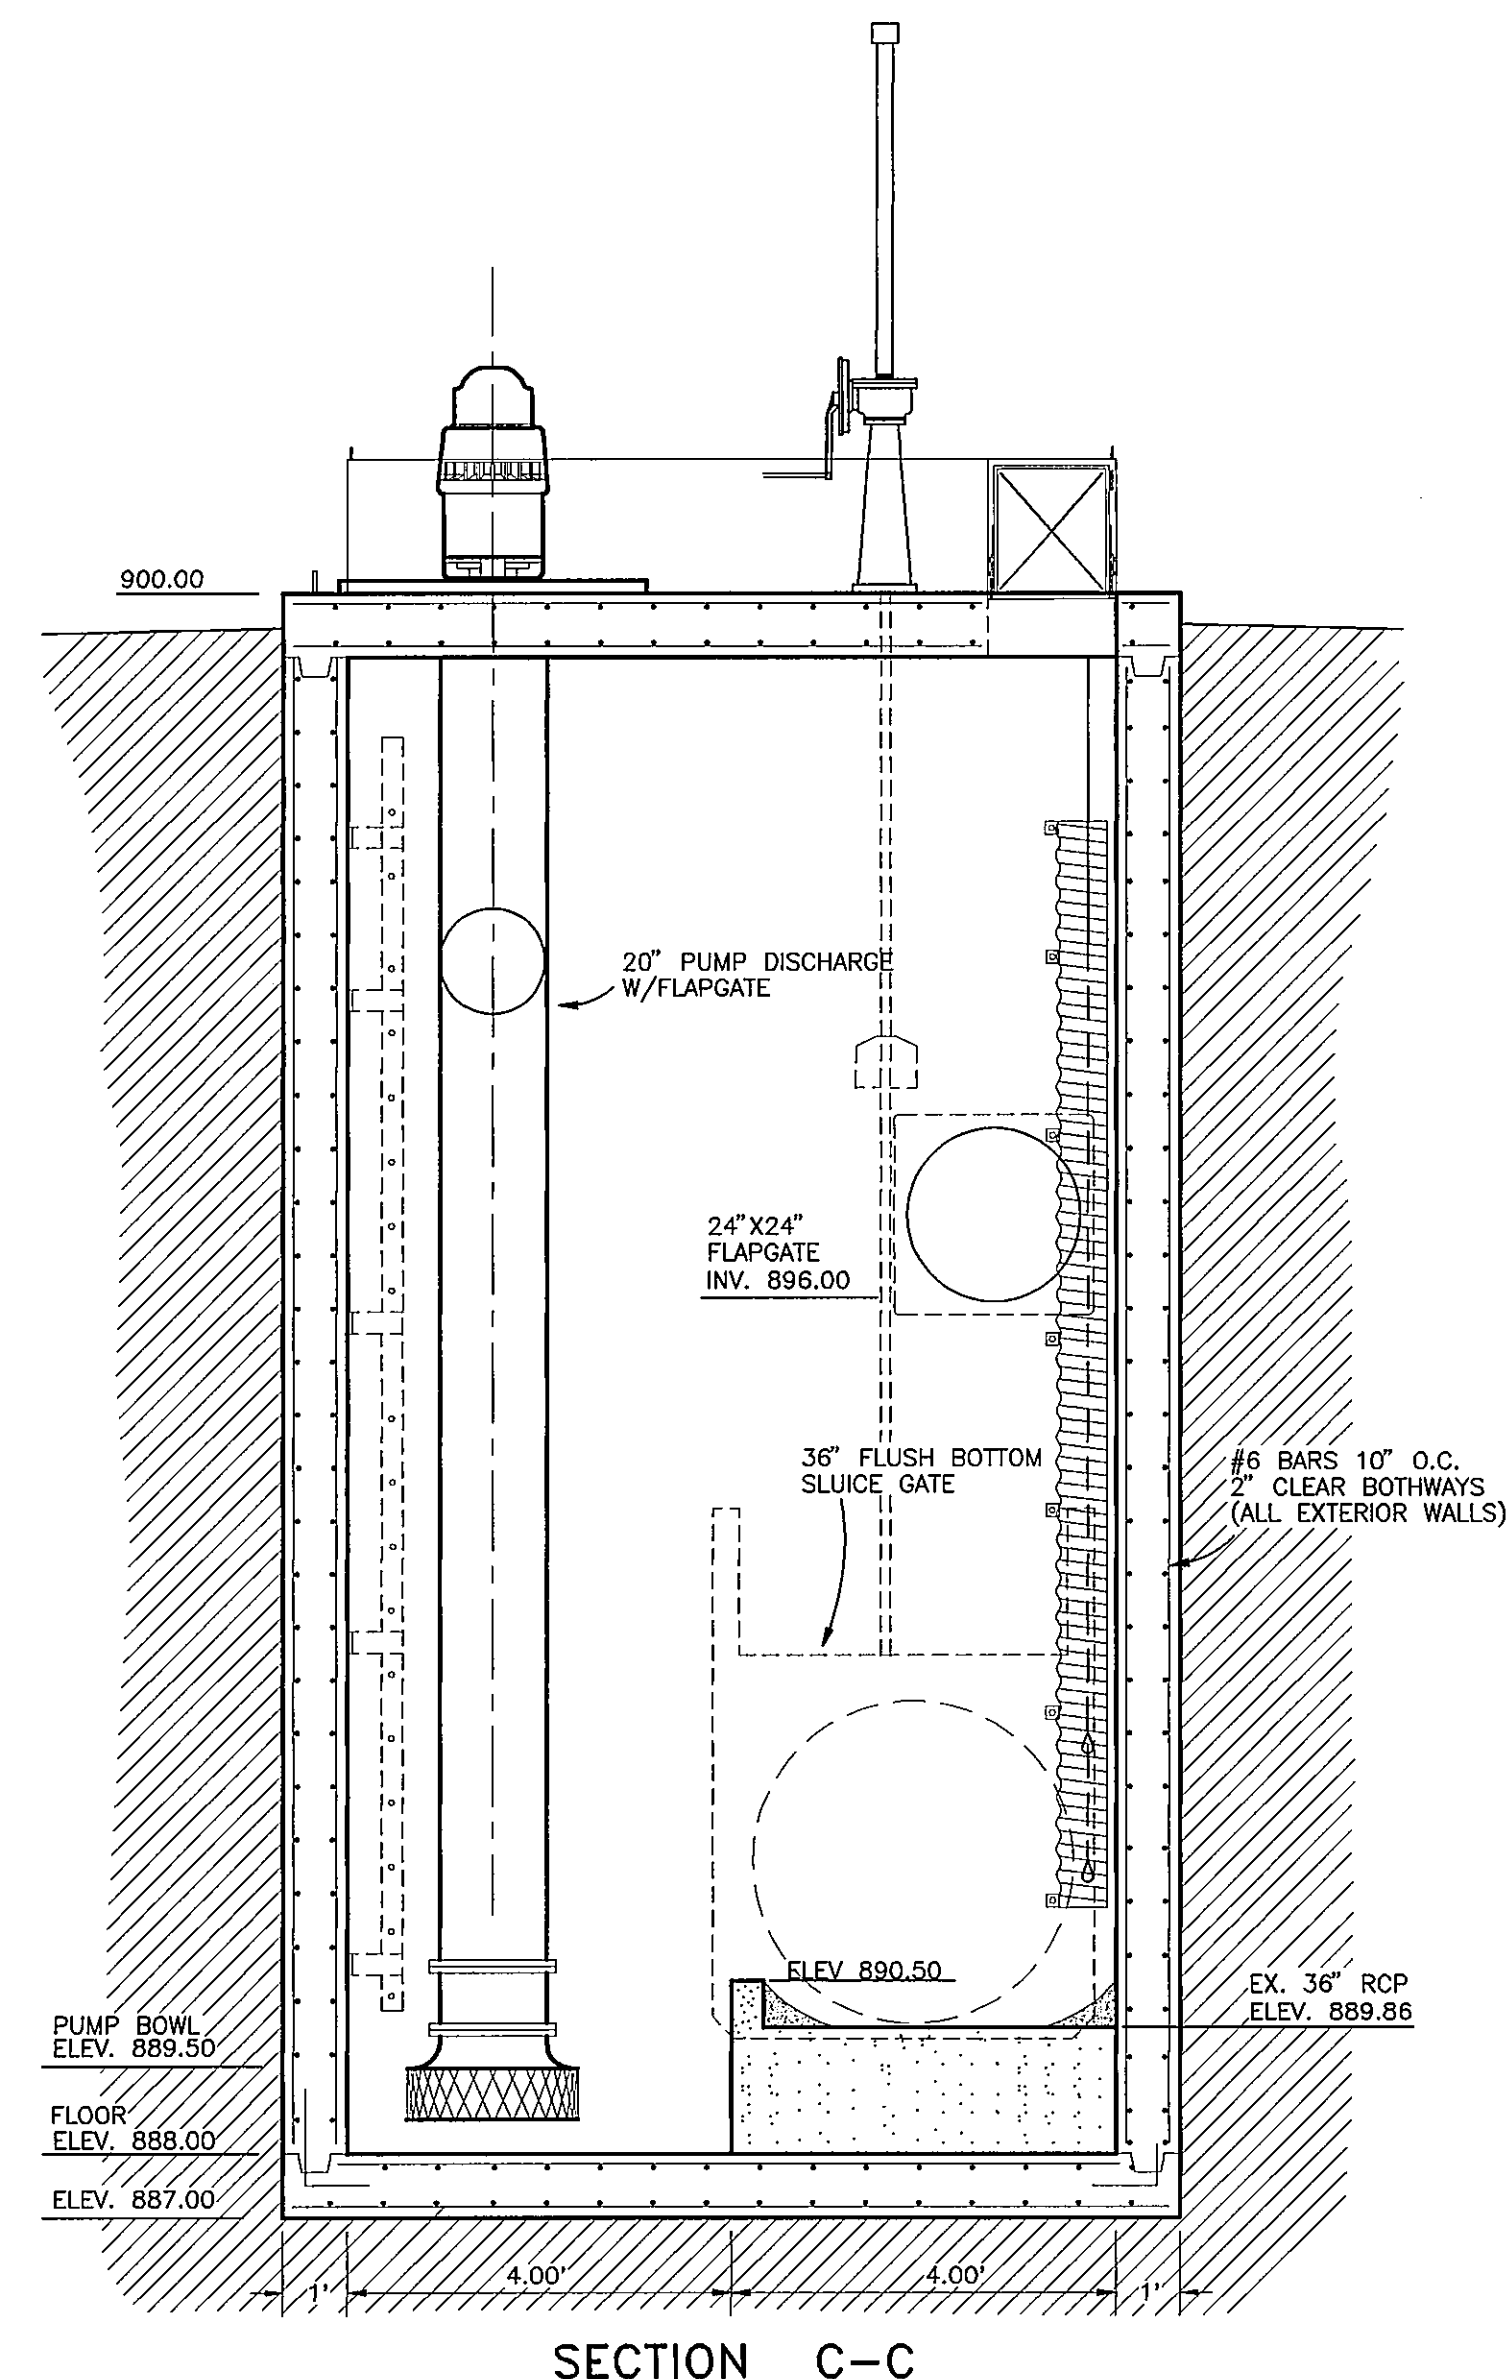 900.00
20" PUMP DISCHARGE
W/FLAPGATE
24"X24"
FLAPGATE
INV. 896.00
36" FLUSH BOTTOM
SLUICE GATE
#6 BARS 10" O.C.
2" CLEAR BOTHWAYS
(ALL EXTERIOR WALLS)
ELEV 890.50
EX. 36" RCP
ELEV. 889.86
PUMP BOWL
ELEV. 889.50
FLOOR
ELEV. 888.00
ELEV. 887.00
1' 4.00' 4.00' 1'
SECTION C-C